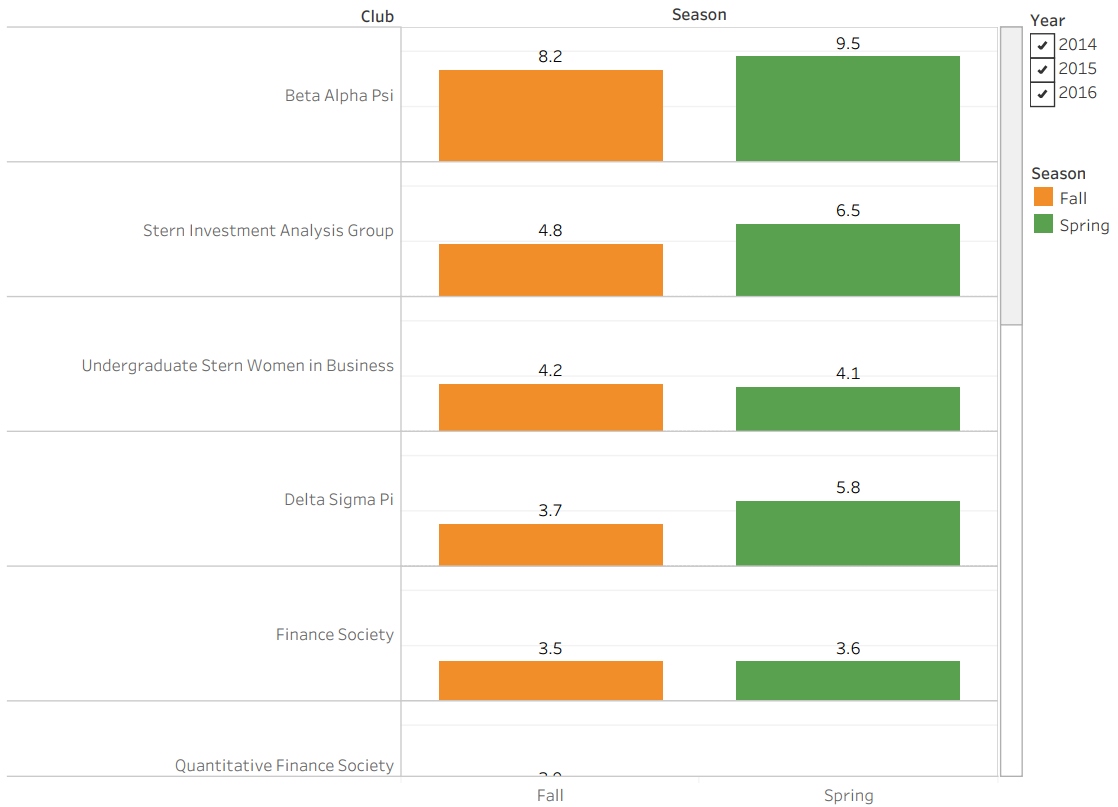 Club Season
Year
2014
2015
2016
Season
Fall
Spring
Beta Alpha Psi 8.2 9.5
Stern Investment Analysis Group 4.8 6.5
Undergraduate Stern Women in Business 4.2 4.1
Delta Sigma Pi 3.7 5.8
Finance Society 3.5 3.6
Quantitative Finance Society
Fall Spring